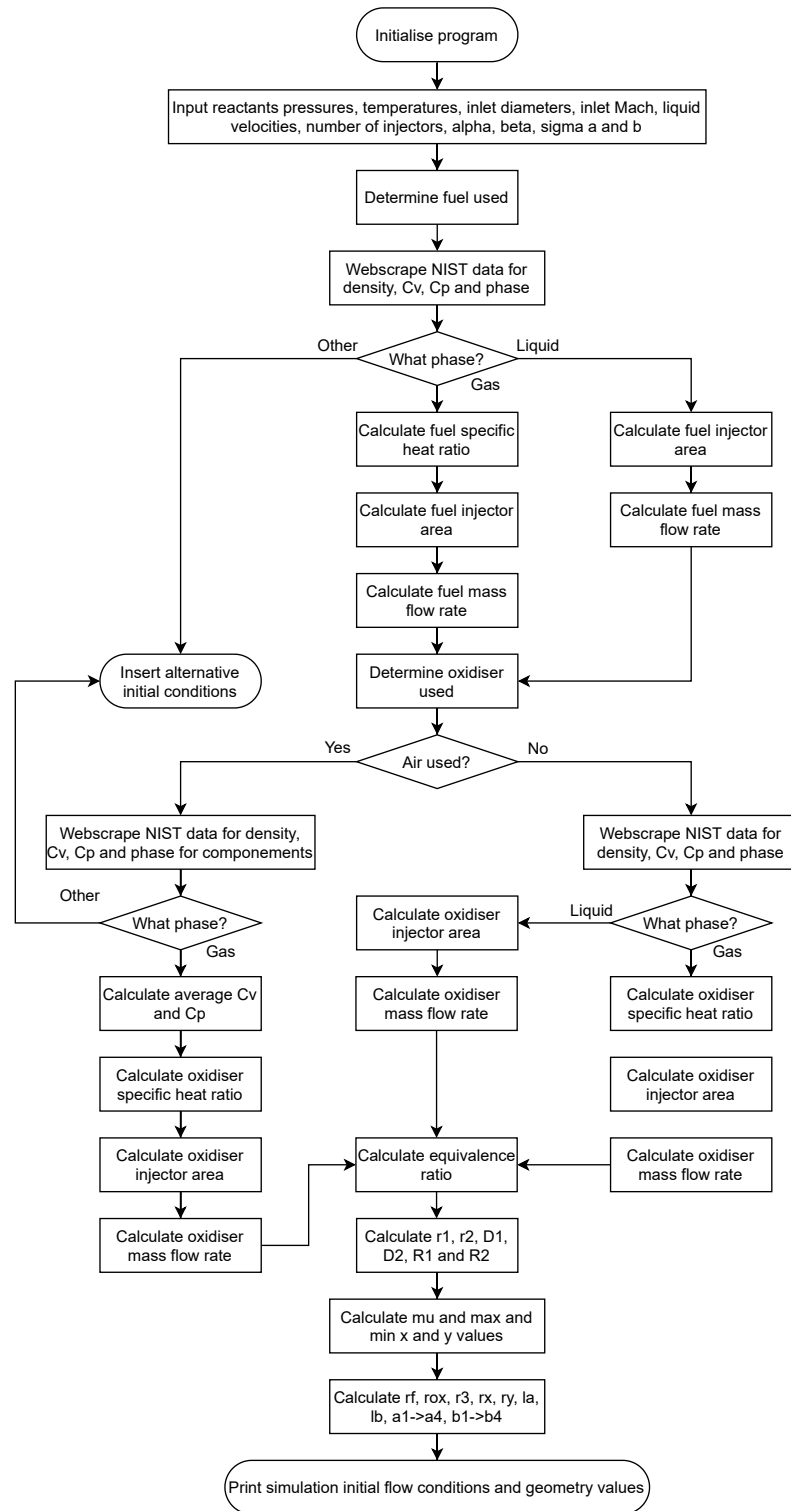 Initialise program
Input reactants pressures, temperatures, inlet diameters, inlet Mach, liquid
velocities, number of injectors, alpha, beta, sigma a and b
Determine fuel used
Webscrape NIST data for
density, Cv, Cp and phase
Other
What phase?
Liquid
Gas
Calculate fuel specific
heat ratio
Calculate fuel injector
area
Calculate fuel injector
area
Calculate fuel mass
flow rate
Calculate fuel mass
flow rate
Insert alternative
initial conditions
Determine oxidiser
used
Yes
Air used?
No
Webscrape NIST data for density,
Cv, Cp and phase for componements
Webscrape NIST data for
density, Cv, Cp and phase
Other
What phase?
Gas
Calculate oxidiser
injector area
Liquid
What phase?
Gas
Calculate average Cv
and Cp
Calculate oxidiser
mass flow rate
Calculate oxidiser
specific heat ratio
Calculate oxidiser
specific heat ratio
Calculate oxidiser
injector area
Calculate oxidiser
injector area
Calculate equivalence
ratio
Calculate oxidiser
mass flow rate
Calculate oxidiser
mass flow rate
Calculate r1, r2, D1,
D2, R1 and R2
Calculate mu and max and
min x and y values
Calculate rf, rox, r3, rx, ry, la,
lb, a1->a4, b1->b4
Print simulation initial flow conditions and geometry values